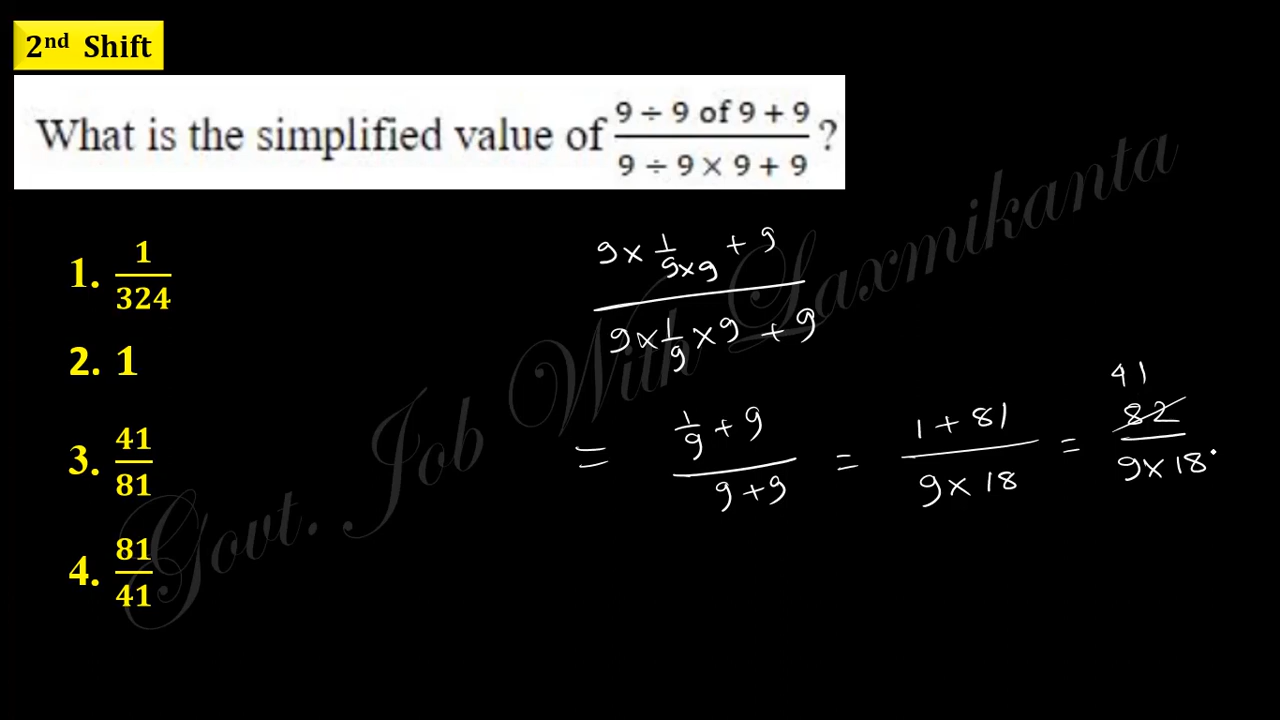 2nd Shift
What is the simplified value of (9 ÷ 9 of 9 + 9)/(9 ÷ 9 × 9 + 9) ?
1. 1/324
2. 1
3. 41/81
4. 81/41
(9 × 1/(9×9) + 9)/(9 × 1/9 × 9 + 9)
= (1/9 + 9)/(9 + 9) = (1 + 81)/(9 × 18) = 82/(9 × 18)
41
Govt. Job With Laxmikanta